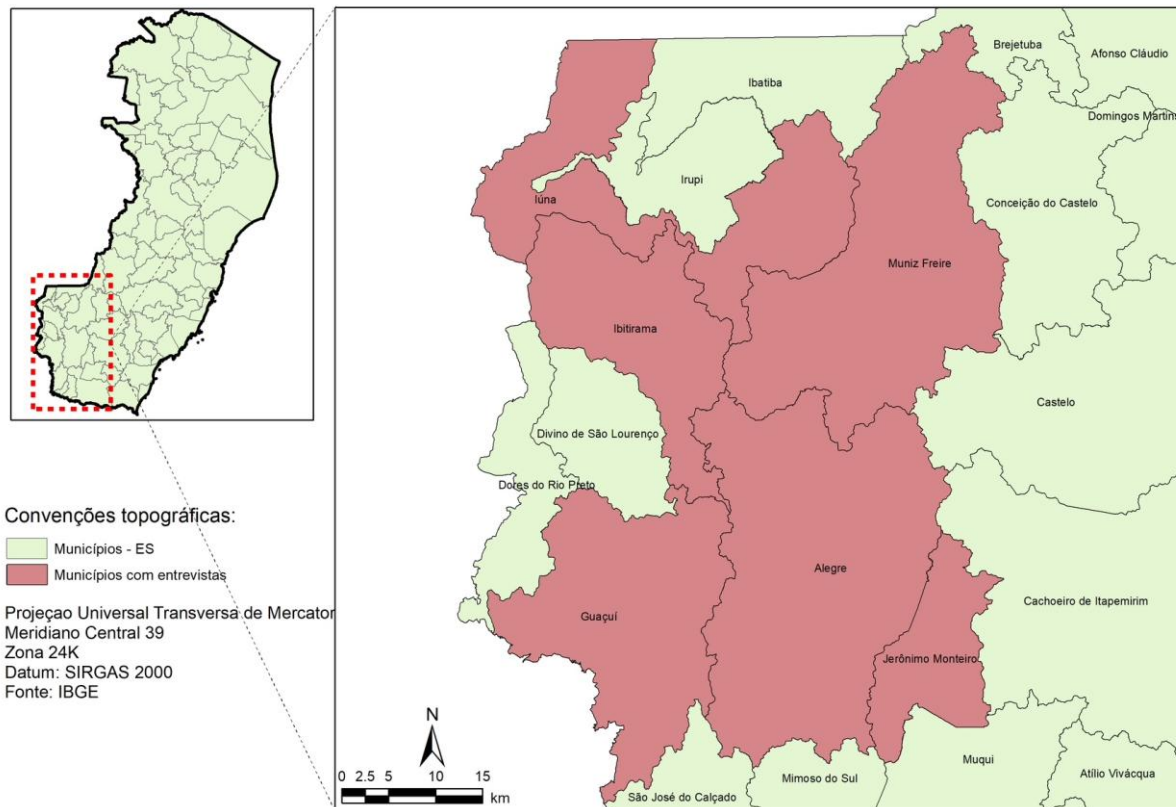 Convenções topográficas:
Municípios - ES
Municípios com entrevistas
Projeçao Universal Transversa de Mercator
Meridiano Central 39
Zona 24K
Datum: SIRGAS 2000
Fonte: IBGE
Brejetuba
Afonso Cláudio
Ibatiba
Domingos Martin
Irupi
Iúna
Conceição do Castelo
Muniz Freire
Ibitirama
Castelo
Divino de São Lourenço
Dores do Rio Preto
Alegre
Cachoeiro de Itapemirim
Guaçuí
Jerônimo Monteiro
N
0 2.5 5 10 15
km
São José do Calçado
Mimoso do Sul
Muqui
Atílio Vivácqua